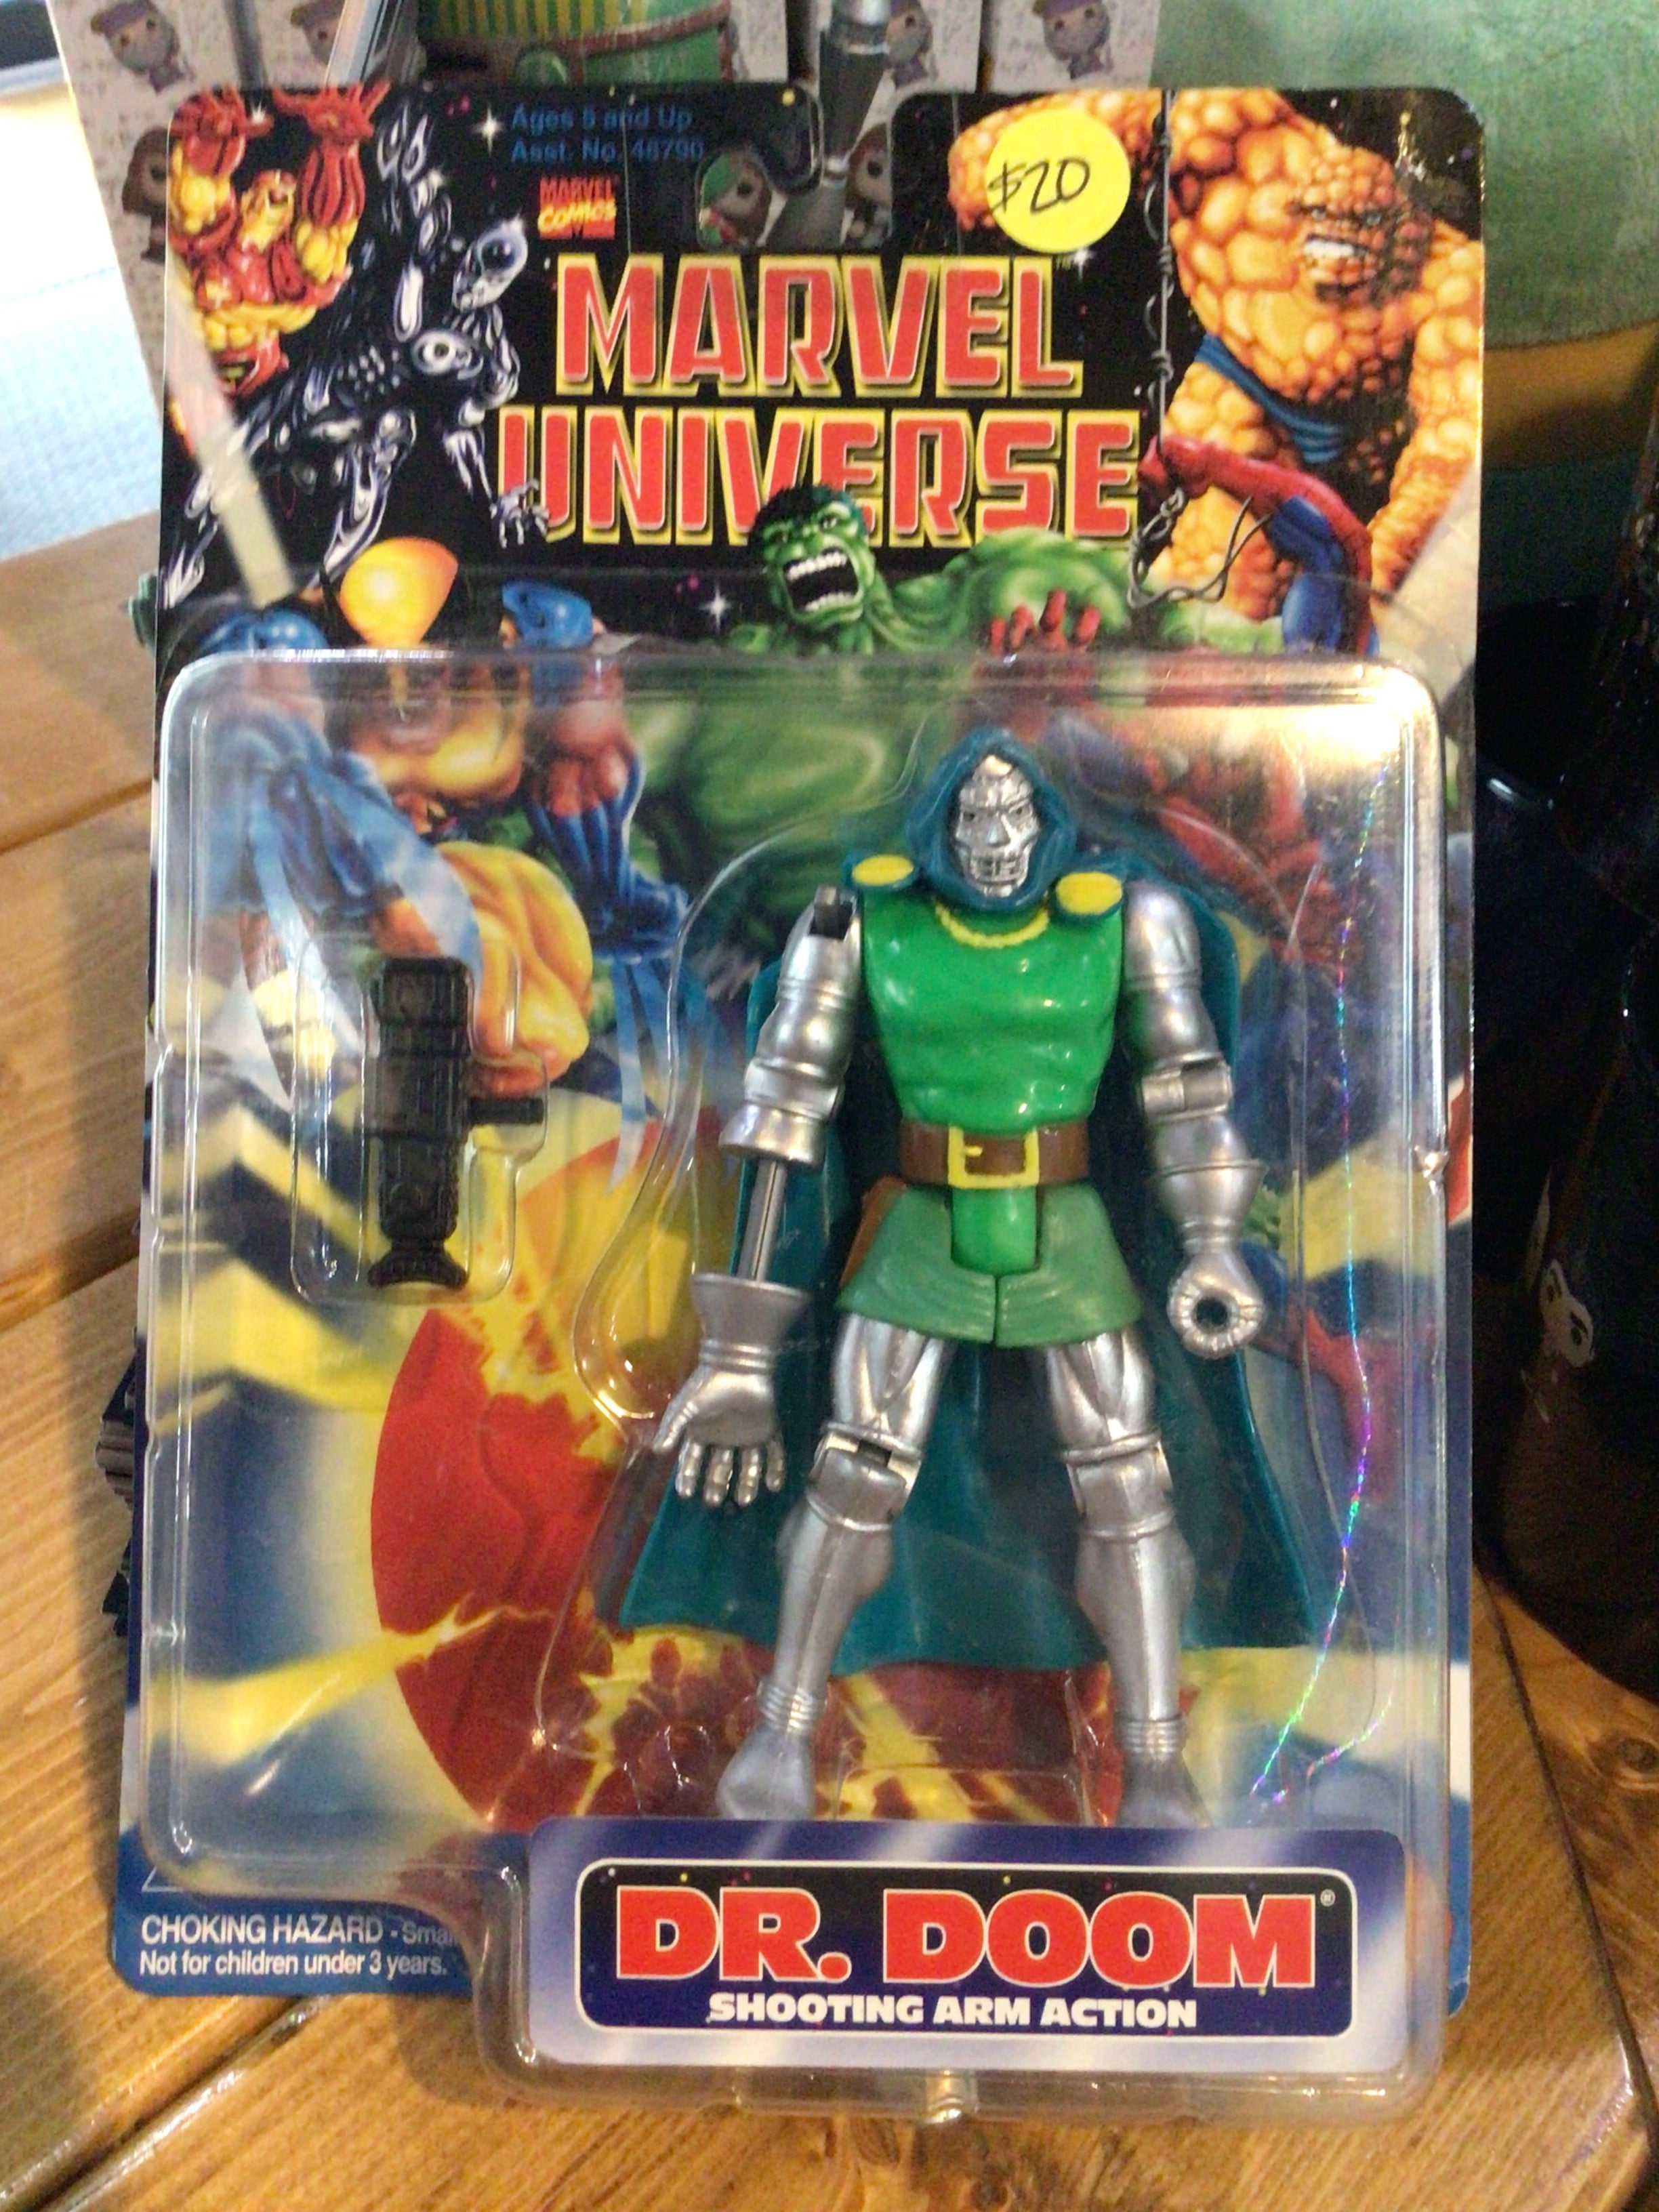 Ages 5 and Up
Asst. No. 48790
MARVEL
COMICS
$20
MARVEL
UNIVERSE
CHOKING HAZARD -
Not for children under 3 years.
DR. DOOM®
SHOOTING ARM ACTION